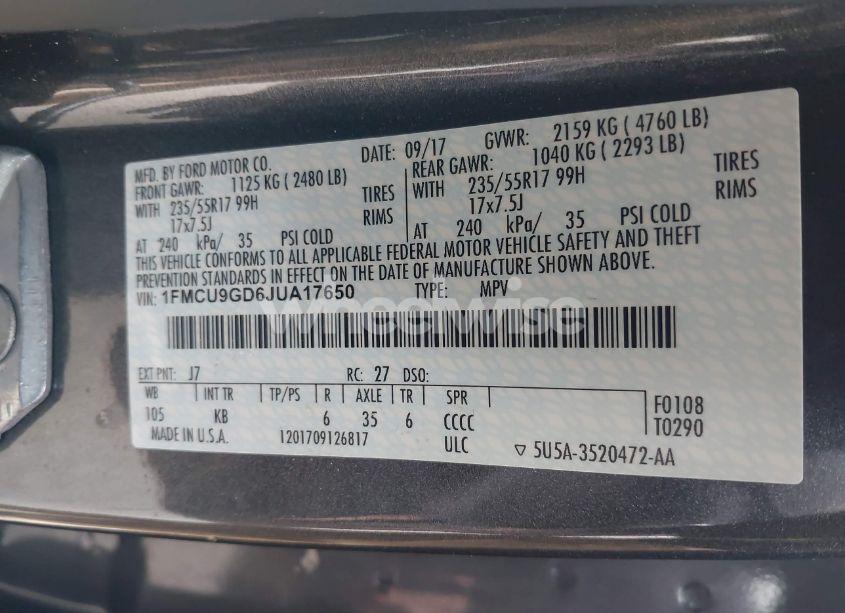 MFD. BY FORD MOTOR CO. DATE: 09/17 GVWR: 2159 KG ( 4760 LB)
FRONT GAWR: 1125 KG ( 2480 LB) REAR GAWR: 1040 KG ( 2293 LB)
WITH 235/55R17 99H TIRES WITH 235/55R17 99H TIRES
17x7.5J RIMS 17x7.5J RIMS
AT 240 kPa/ 35 PSI COLD AT 240 kPa/ 35 PSI COLD
THIS VEHICLE CONFORMS TO ALL APPLICABLE FEDERAL MOTOR VEHICLE SAFETY AND THEFT
PREVENTION STANDARDS IN EFFECT ON THE DATE OF MANUFACTURE SHOWN ABOVE.
VIN: 1FMCU9GD6JUA17650 TYPE: MPV
Wheelwise
EXT PNT: J7 RC: 27 DSO:
WB INT TR TP/PS R AXLE TR SPR
105 KB 6 35 6 CCCC F0108
MADE IN U.S.A. 1201709126817 ULC T0290
▽ 5U5A-3520472-AA